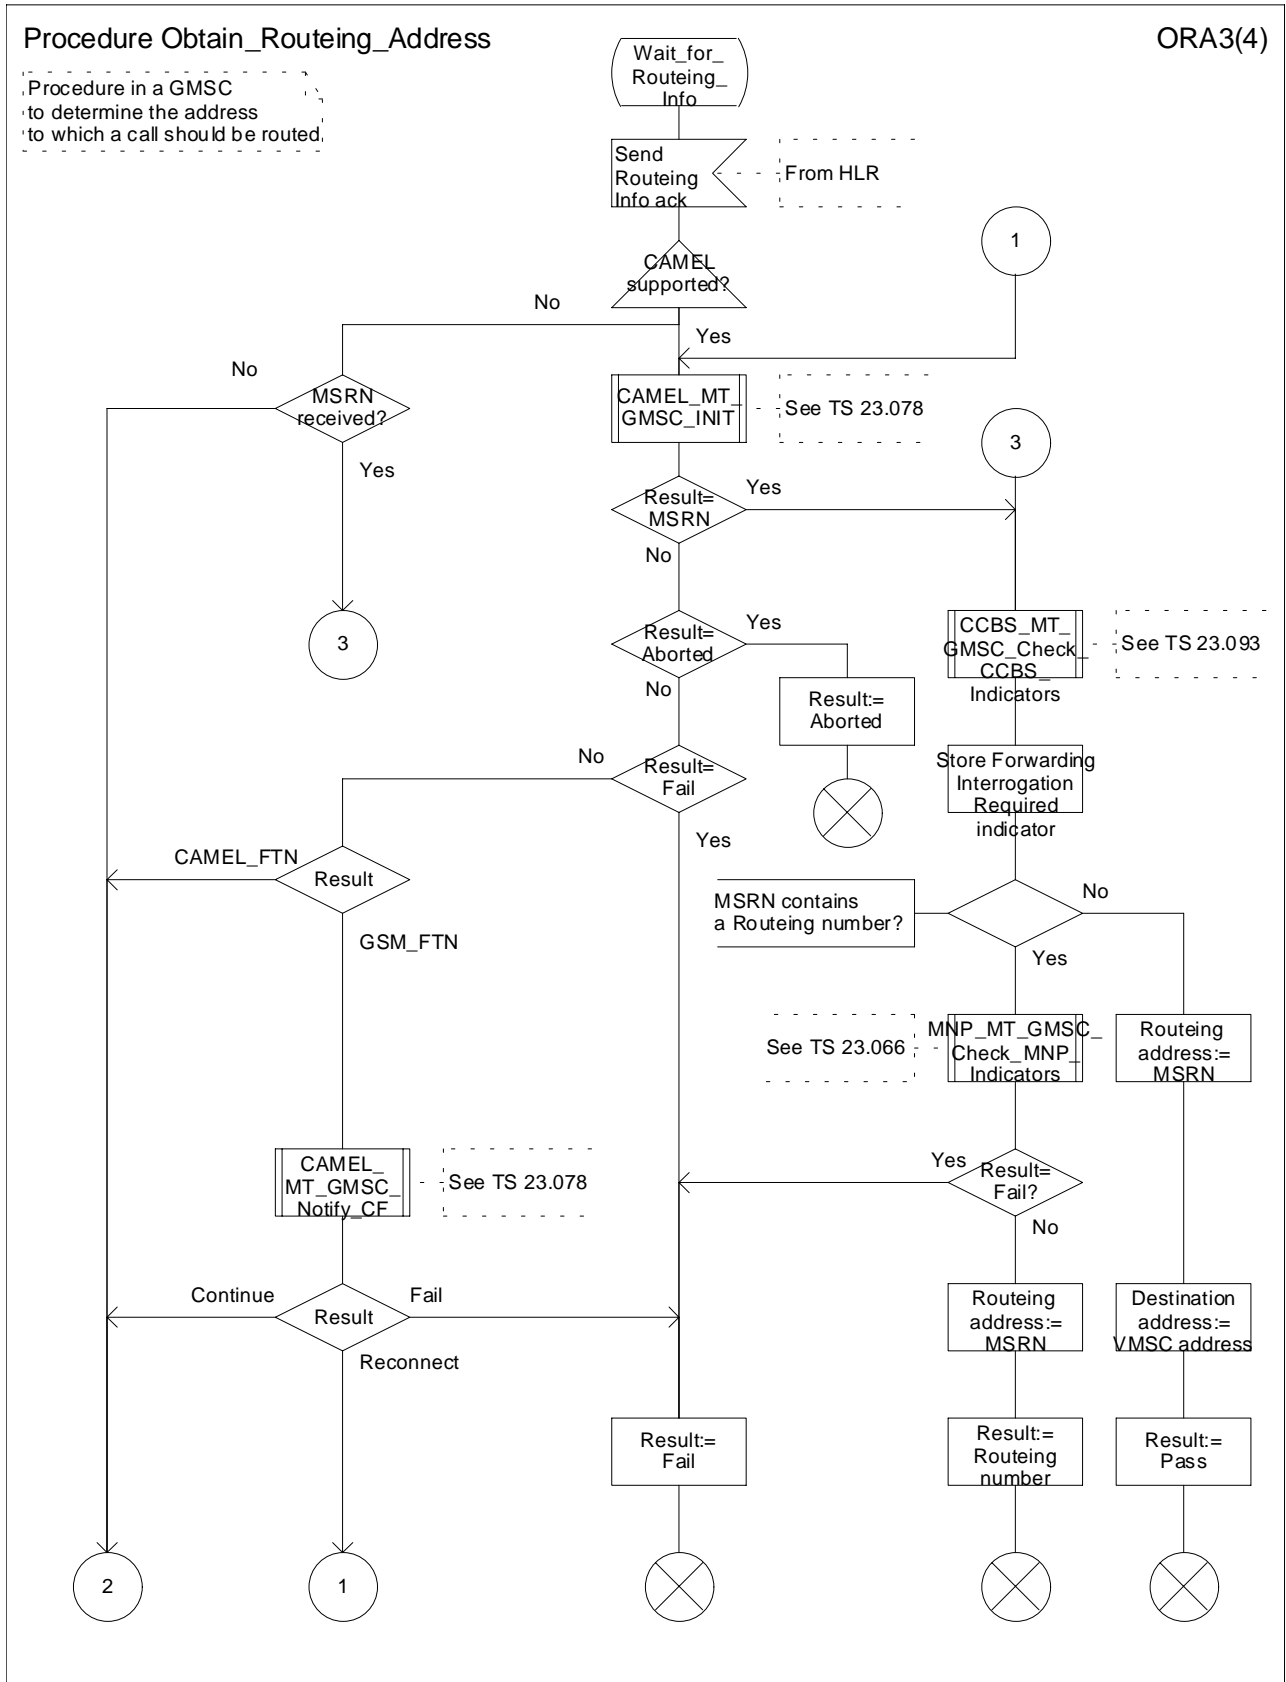 Procedure Obtain_Routeing_Address
ORA3(4)
Procedure in a GMSC
to determine the address
to which a call should be routed.
Wait_for_
Routeing_
Info
Send
Routeing
Info ack
From HLR
1
CAMEL
supported?
No
Yes
No
MSRN
received?
Yes
CAMEL_MT_
GMSC_INIT
See TS 23.078
3
Result=
MSRN
Yes
No
3
Result=
Aborted
Yes
No
CCBS_MT_
GMSC_Check_
CCBS_
Indicators
See TS 23.093
Result:=
Aborted
No
Result=
Fail
Yes
Store Forwarding
Interrogation
Required
indicator
CAMEL_FTN
Result
GSM_FTN
MSRN contains
a Routeing number?
No
Yes
See TS 23.066
MNP_MT_GMSC_
Check_MNP_
Indicators
Routeing
address:=
MSRN
CAMEL_
MT_GMSC_
Notify_CF
See TS 23.078
Yes
Result=
Fail?
No
Continue
Result
Fail
Reconnect
Routeing
address:=
MSRN
Destination
address:=
VMSC address
Result:=
Fail
Result:=
Routeing
number
Result:=
Pass
2
1